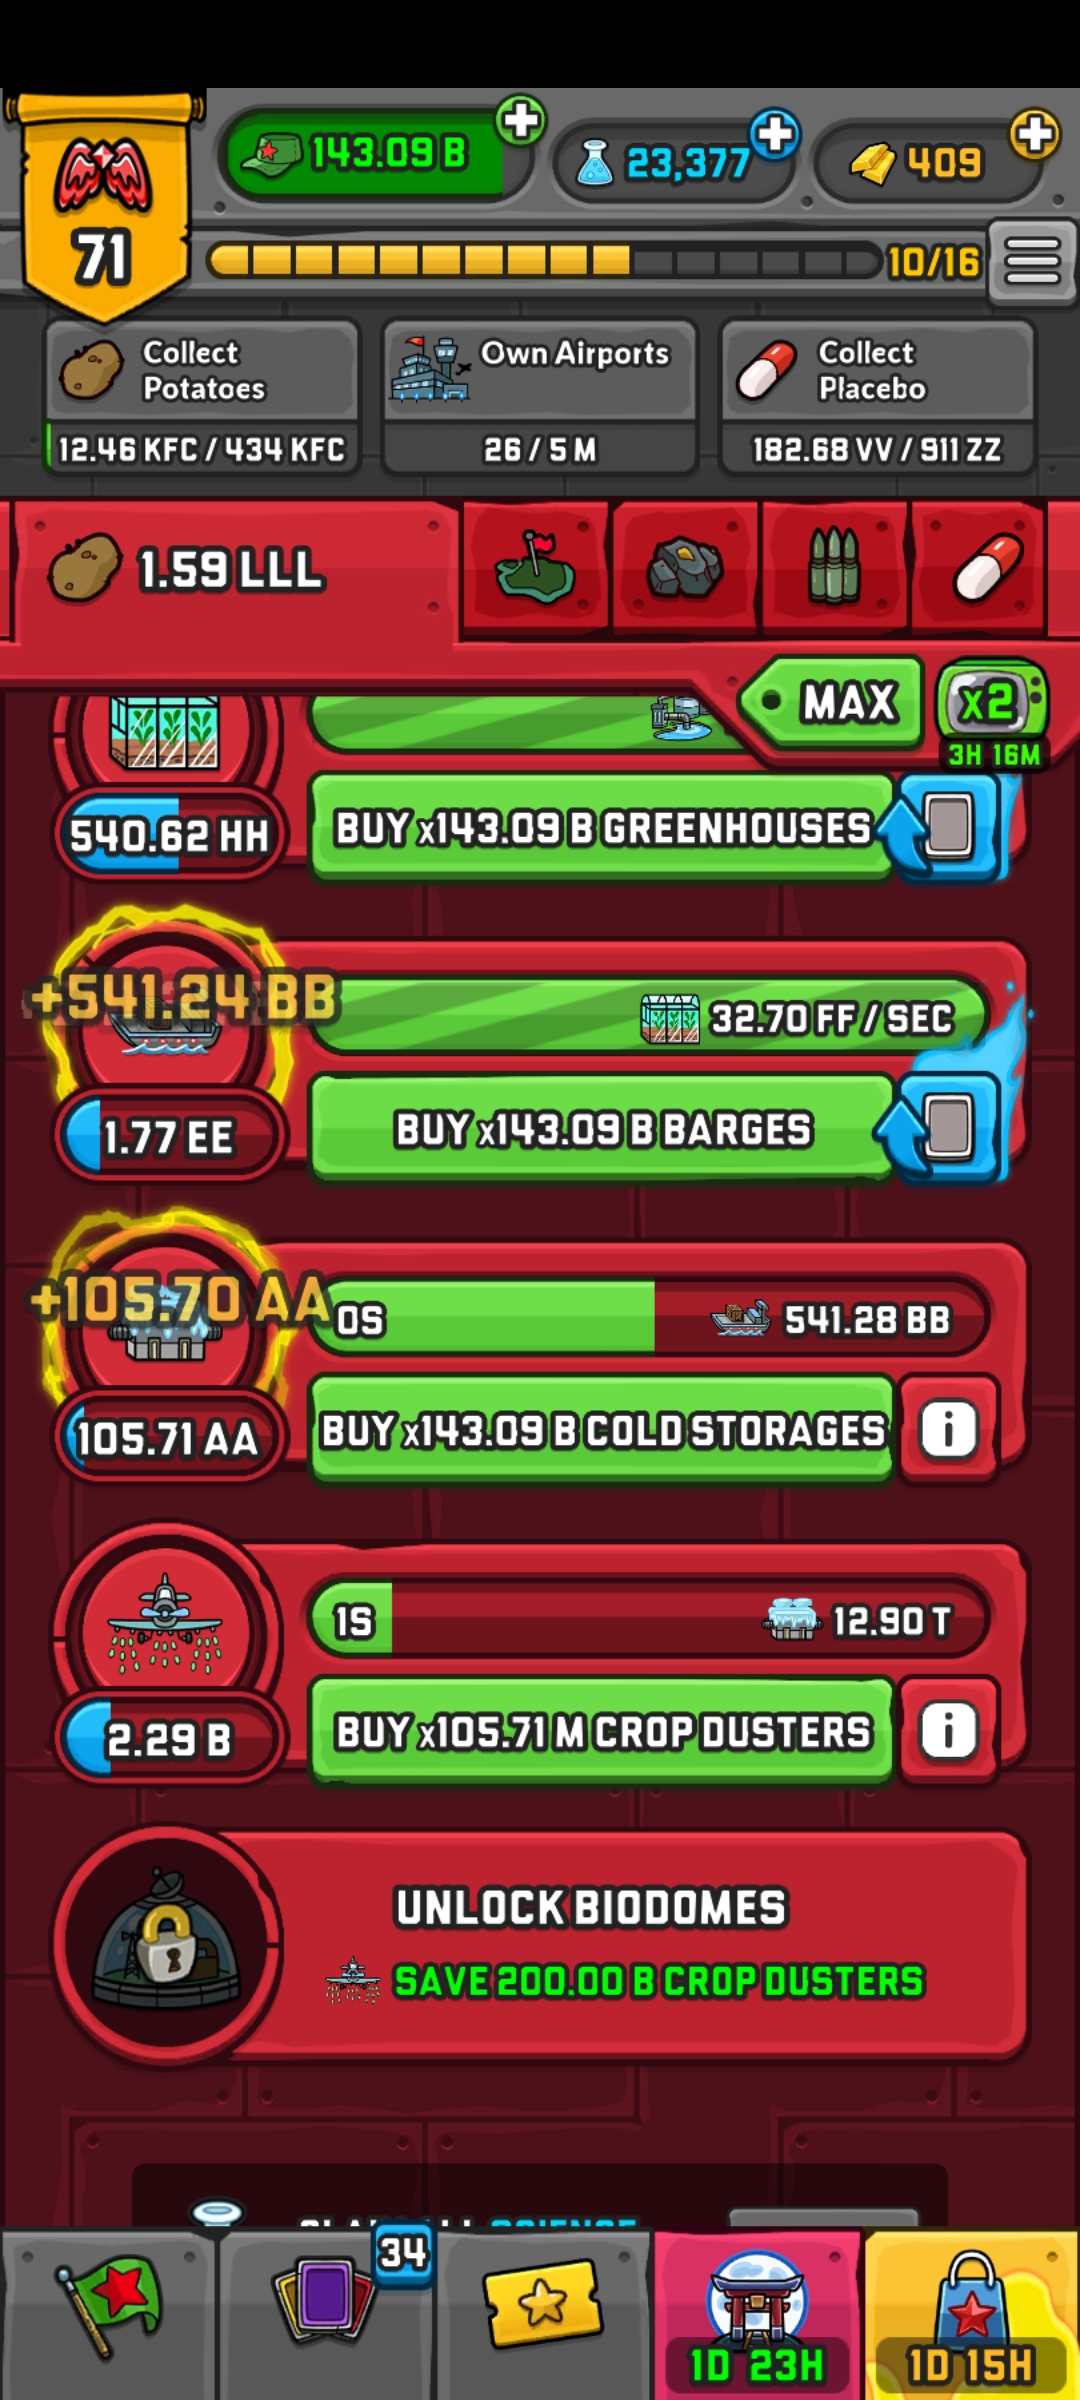 143.09 B
23,377
409
71
10/16
Collect
Potatoes
12.46 KFC / 434 KFC
Own Airports
26 / 5 M
Collect
Placebo
182.68 VV / 911 ZZ
1.59 LLL
MAX
x2
3H 16M
540.62 HH
BUY x143.09 B GREENHOUSES
+541.24 BB
32.70 FF / SEC
1.77 EE
BUY x143.09 B BARGES
+105.70 AA
0S
541.28 BB
105.71 AA
BUY x143.09 B COLD STORAGES
i
1S
12.90 T
2.29 B
BUY x105.71 M CROP DUSTERS
i
UNLOCK BIODOMES
SAVE 200.00 B CROP DUSTERS
34
1D 23H
1D 15H